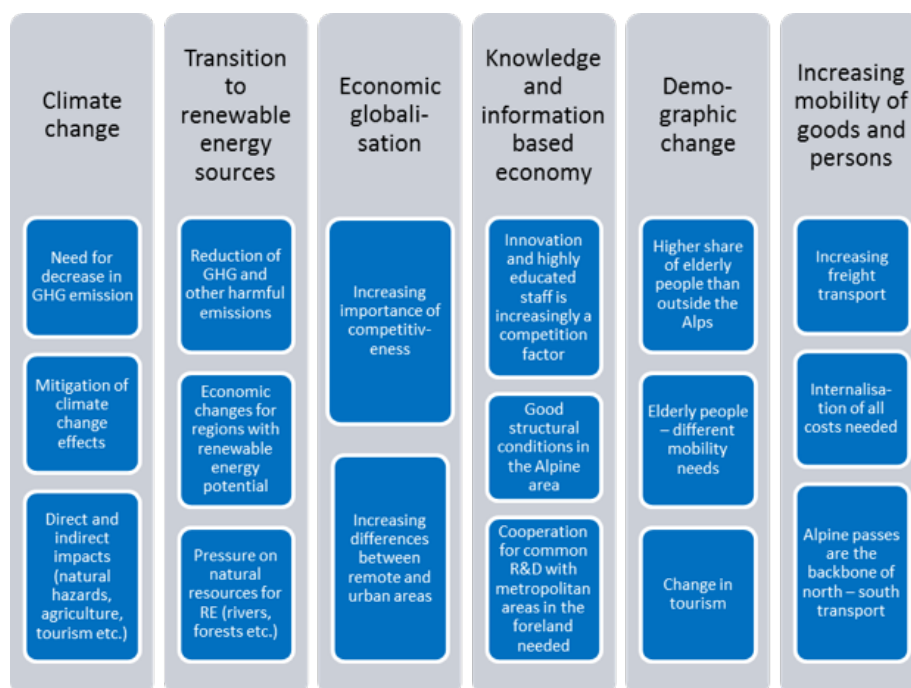 Climate
change
Need for
decrease in
GHG emission
Mitigation of
climate
change
effects
Direct and
indirect impacts
(natural
hazards,
agriculture,
tourism etc.)
Transition
to
renewable
energy
sources
Reduction of
GHG and
other harmful
emissions
Economic
changes for
regions with
renewable
energy
potential
Pressure on
natural
resources for
RE (rivers,
forests etc.)
Economic
globali-
sation
Increasing
importance of
competitiv-
eness
Increasing
differences
between
remote and
urban areas
Knowledge
and
information
based
economy
Innovation
and highly
educated
staff is
increasingly a
competition
factor
Good
structural
conditions in
the Alpine
area
Cooperation
for common
R&D with
metropolitan
areas in the
foreland
needed
Demo-
graphic
change
Higher share
of elderly
people than
outside the
Alps
Elderly people
– different
mobility
needs
Change in
tourism
Increasing
mobility of
goods and
persons
Increasing
freight
transport
Internalisa-
tion of all
costs needed
Alpine passes
are the
backbone of
north – south
transport